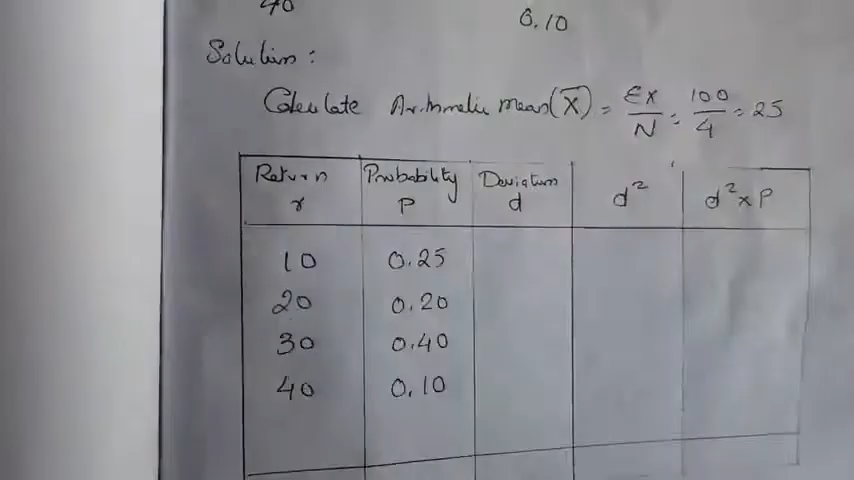 40 0.10
Solution :
Calculate Arithmetic mean (X̅) = ΣX/N = 100/4 = 25
Return Probability Deviation d² d² x P
r P d
10 0.25
20 0.20
30 0.40
40 0.10